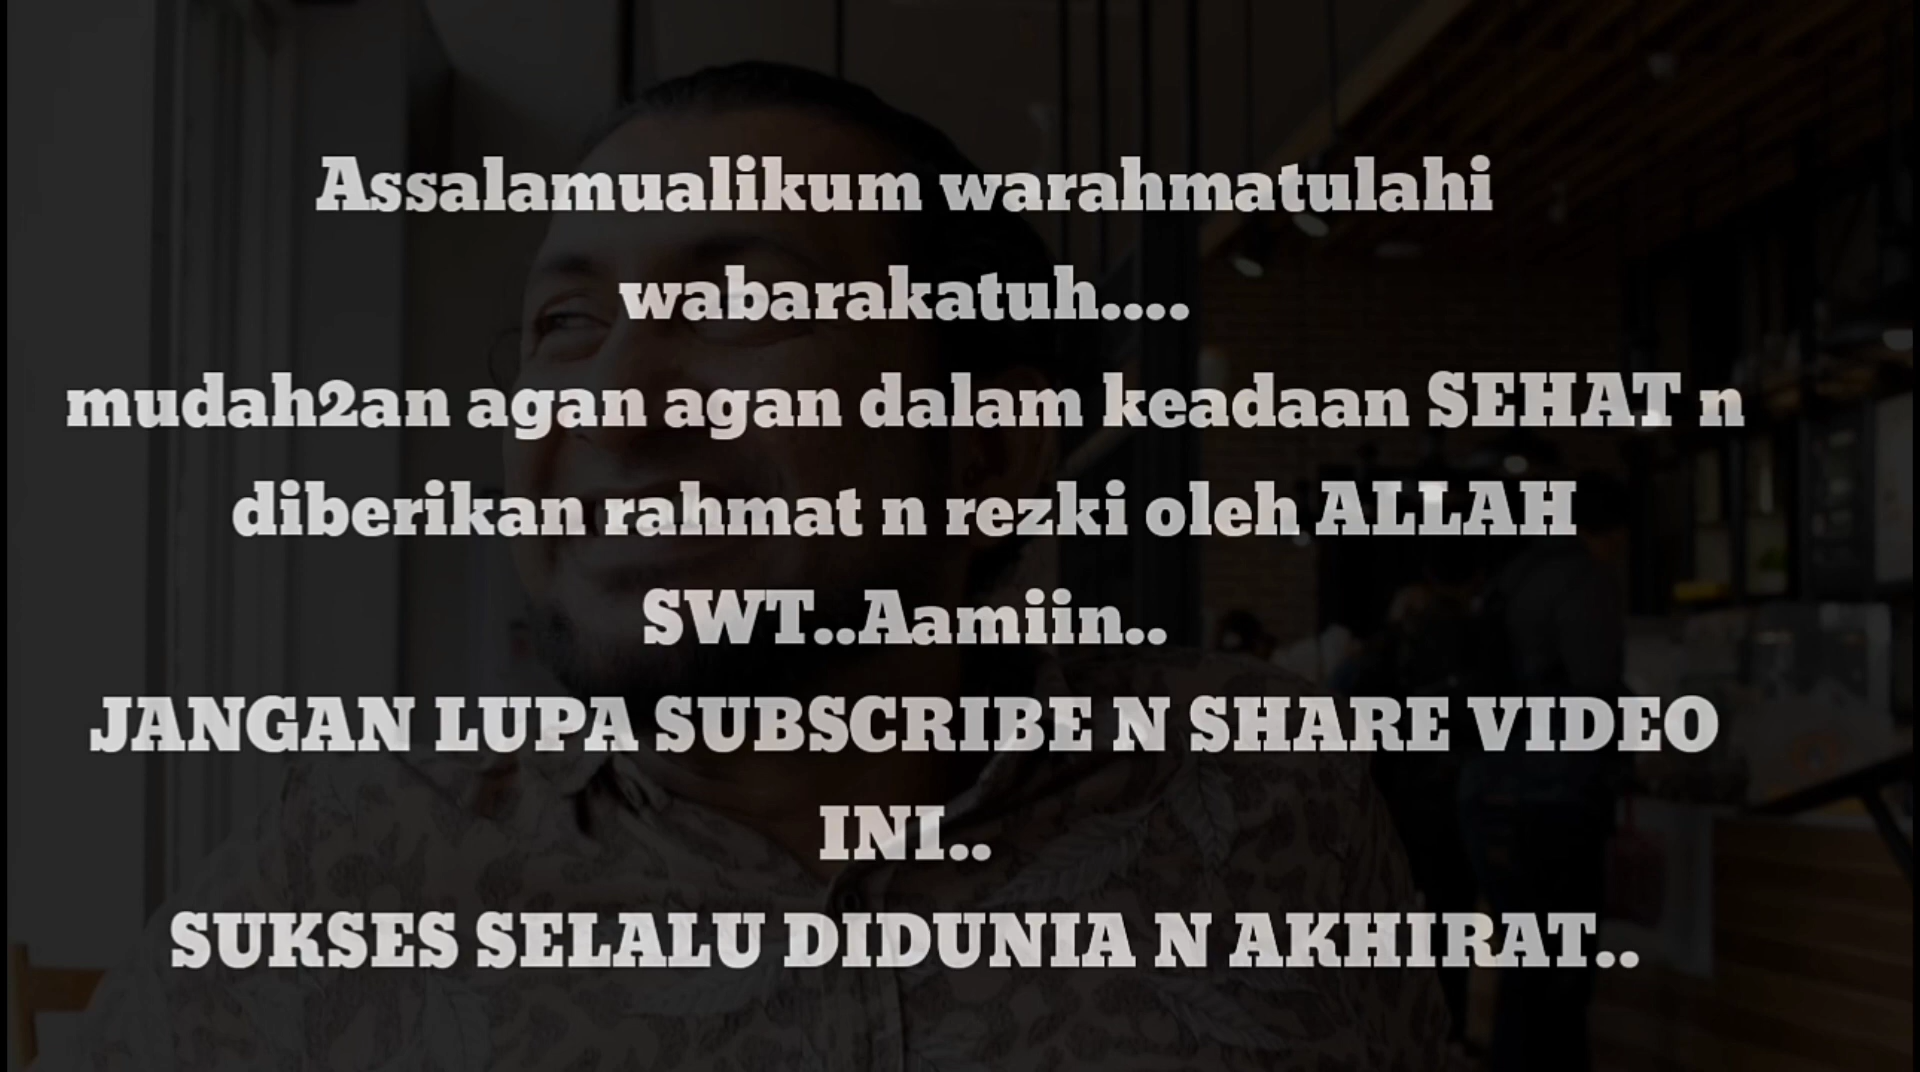 Assalamualikum warahmatulahi
wabarakatuh....
mudah2an agan agan dalam keadaan SEHAT n
diberikan rahmat n rezki oleh ALLAH
SWT..Aamiin..
JANGAN LUPA SUBSCRIBE N SHARE VIDEO
INI..
SUKSES SELALU DIDUNIA N AKHIRAT..